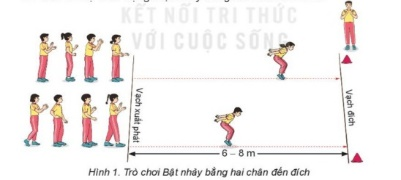 KẾT NỐI TRI THỨC
VỚI CUỘC SỐNG
Vạch xuất phát
Vạch đích
6 – 8 m
Hình 1. Trò chơi Bật nhảy bằng hai chân đến đích